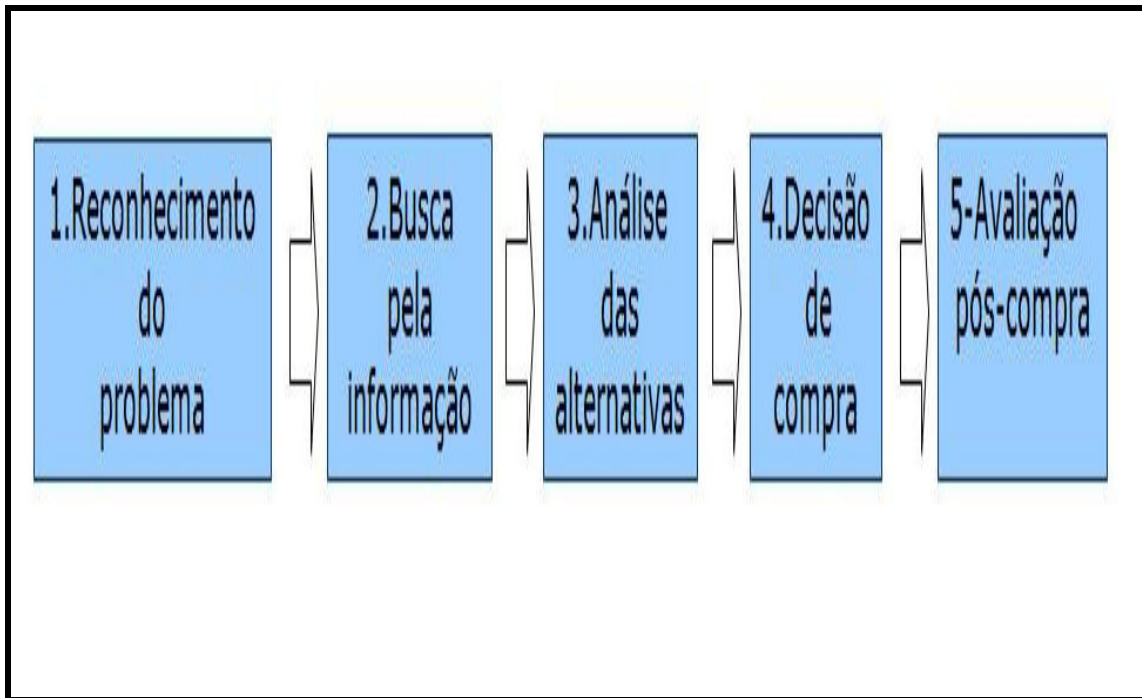 1.Reconhecimento
do
problema
2.Busca
pela
informação
3.Análise
das
alternativas
4.Decisão
de
compra
5-Avaliação
pós-compra